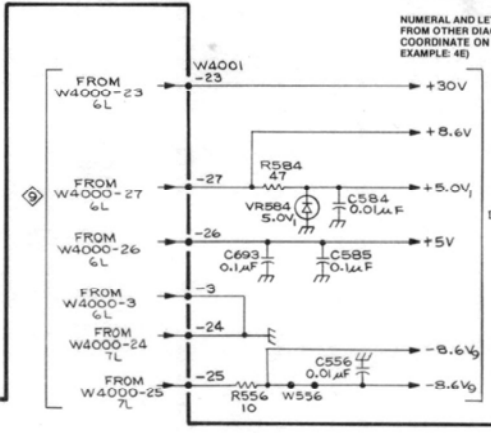 NUMERAL AND LE
FROM OTHER DIA
COORDINATE ON
EXAMPLE: 4E)
W4001
FROM
W4000-23
6L
-23
+30V
+8.6V
FROM
W4000-27
6L
-27
R584
47
VR584
5.0V
C584
0.01µF
+5.0V1
9
FROM
W4000-26
6L
-26
C693
0.1µF
C585
0.1µF
+5V
FROM
W4000-3
6L
-3
FROM
W4000-24
7L
-24
FROM
W4000-25
7L
-25
R556
10
W556
C556
0.01µF
-8.6V9
-8.6V9